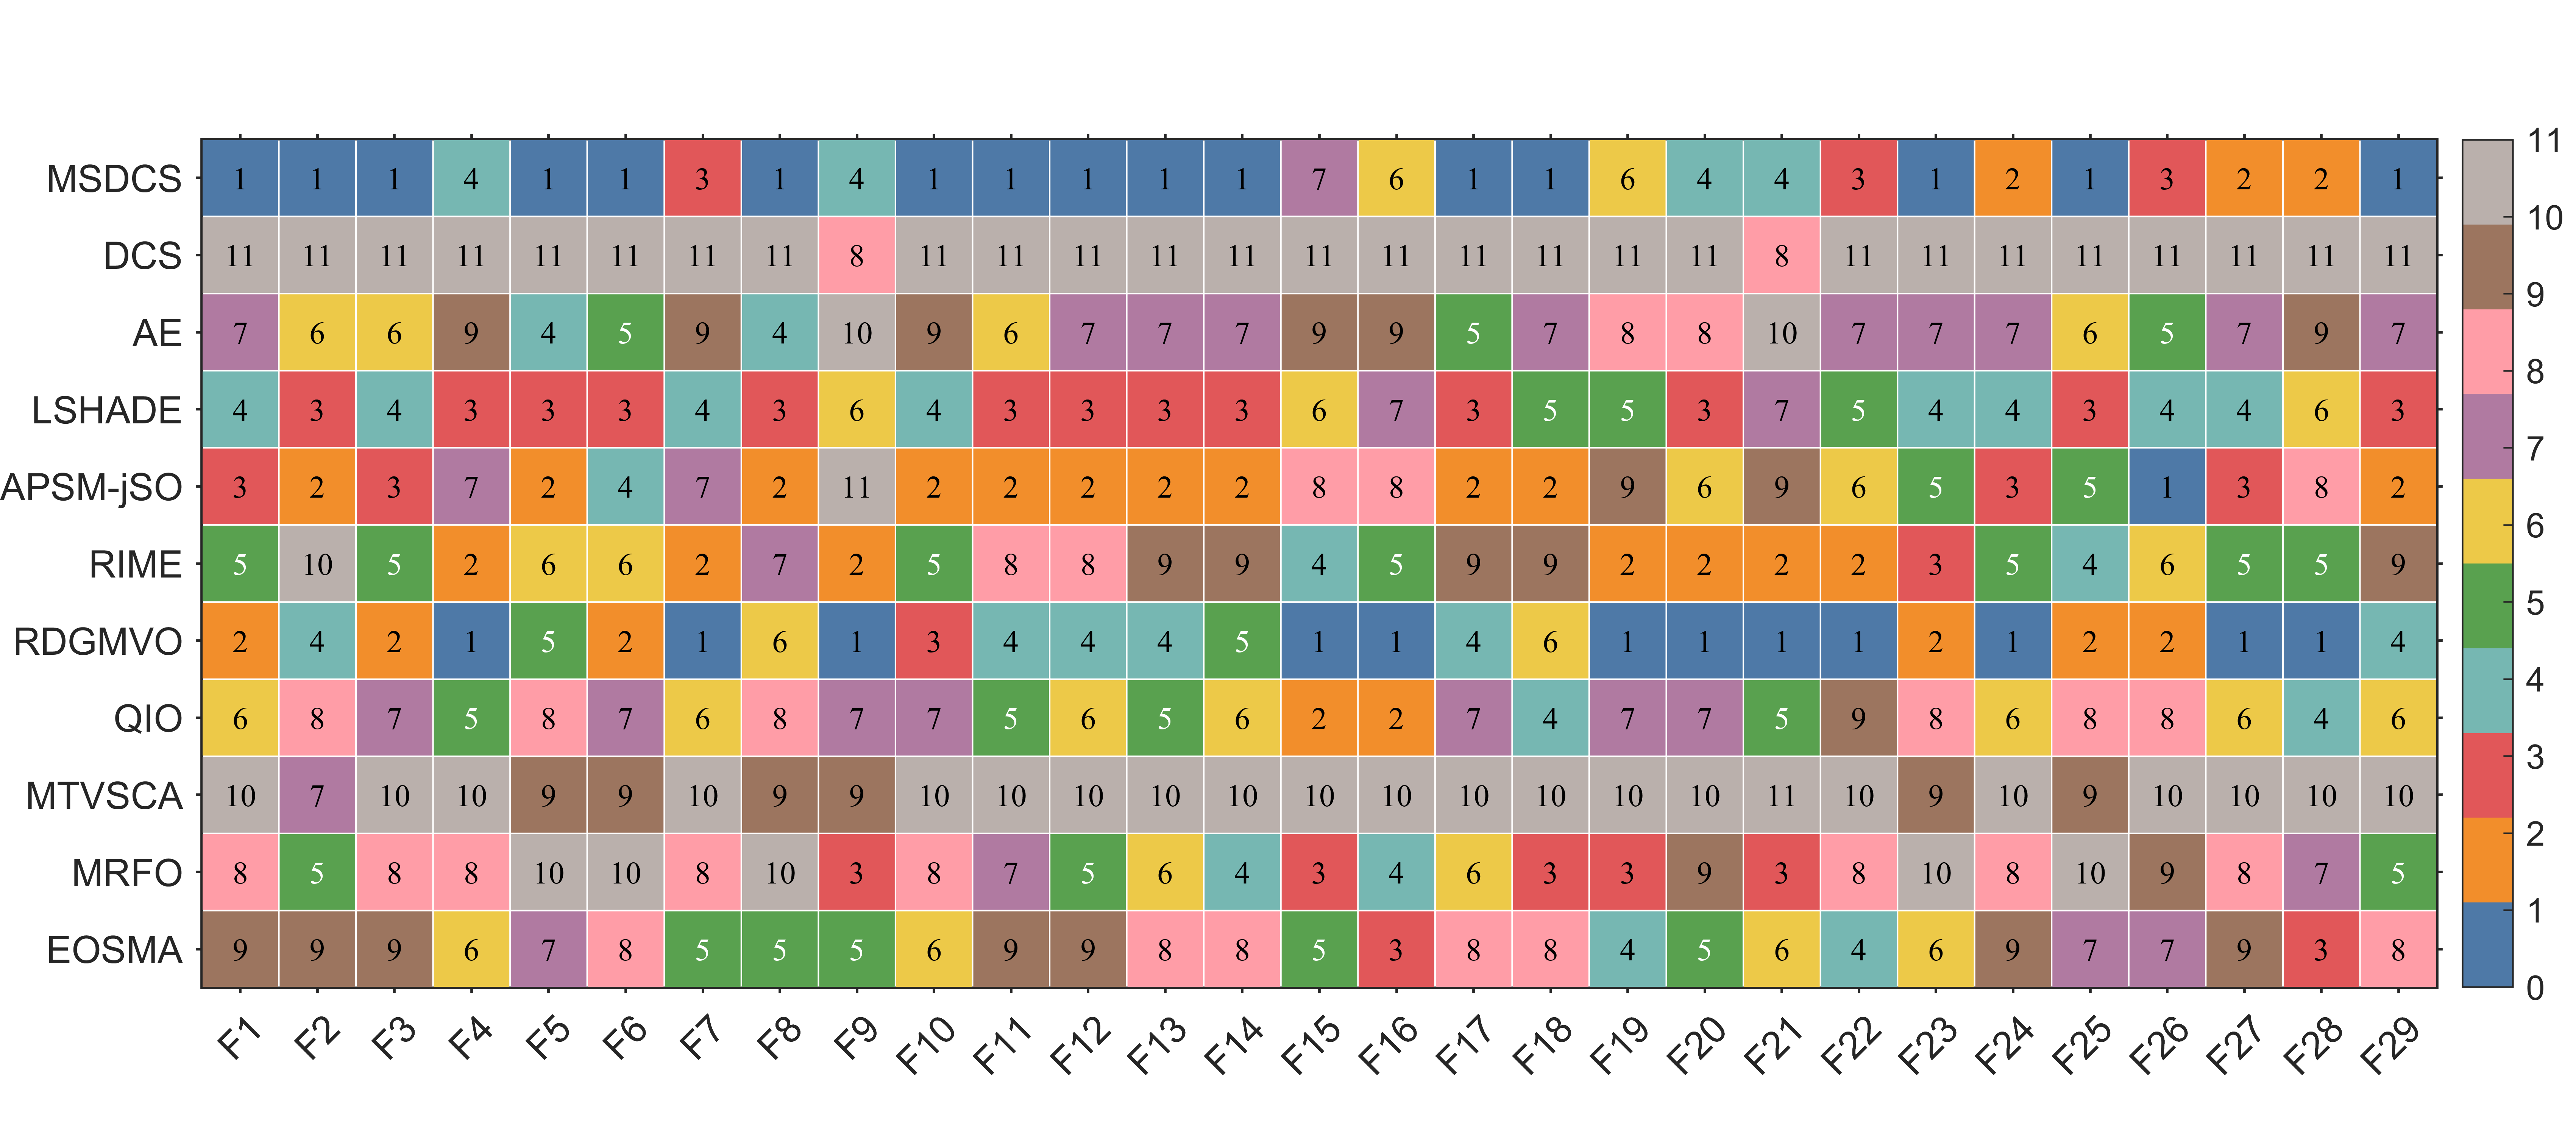 MSDCS 1 1 1 4 1 1 3 1 4 1 1 1 1 1 7 6 1 1 6 4 4 3 1 2 1 3 2 2 1
DCS 11 11 11 11 11 11 11 11 8 11 11 11 11 11 11 11 11 11 11 11 8 11 11 11 11 11 11 11 11
AE 7 6 6 9 4 5 9 4 10 9 6 7 7 7 9 9 5 7 8 8 10 7 7 7 6 5 7 9 7
LSHADE 4 3 4 3 3 3 4 3 6 4 3 3 3 3 6 7 3 5 5 3 7 5 4 4 3 4 4 6 3
APSM-jSO 3 2 3 7 2 4 7 2 11 2 2 2 2 2 8 8 2 2 9 6 9 6 5 3 5 1 3 8 2
RIME 5 10 5 2 6 6 2 7 2 5 8 8 9 9 4 5 9 9 2 2 2 2 3 5 4 6 5 5 9
RDGMVO 2 4 2 1 5 2 1 6 1 3 4 4 4 5 1 1 4 6 1 1 1 1 2 1 2 2 1 1 4
QIO 6 8 7 5 8 7 6 8 7 7 5 6 5 6 2 2 7 4 7 7 5 9 8 6 8 8 6 4 6
MTVSCA 10 7 10 10 9 9 10 9 9 10 10 10 10 10 10 10 10 10 10 10 11 10 9 10 9 10 10 10 10
MRFO 8 5 8 8 10 10 8 10 3 8 7 5 6 4 3 4 6 3 3 9 3 8 10 8 10 9 8 7 5
EOSMA 9 9 9 6 7 8 5 5 5 6 9 9 8 8 5 3 8 8 4 5 6 4 6 9 7 7 9 3 8
F1 F2 F3 F4 F5 F6 F7 F8 F9 F10 F11 F12 F13 F14 F15 F16 F17 F18 F19 F20 F21 F22 F23 F24 F25 F26 F27 F28 F29
11
10
9
8
7
6
5
4
3
2
1
0